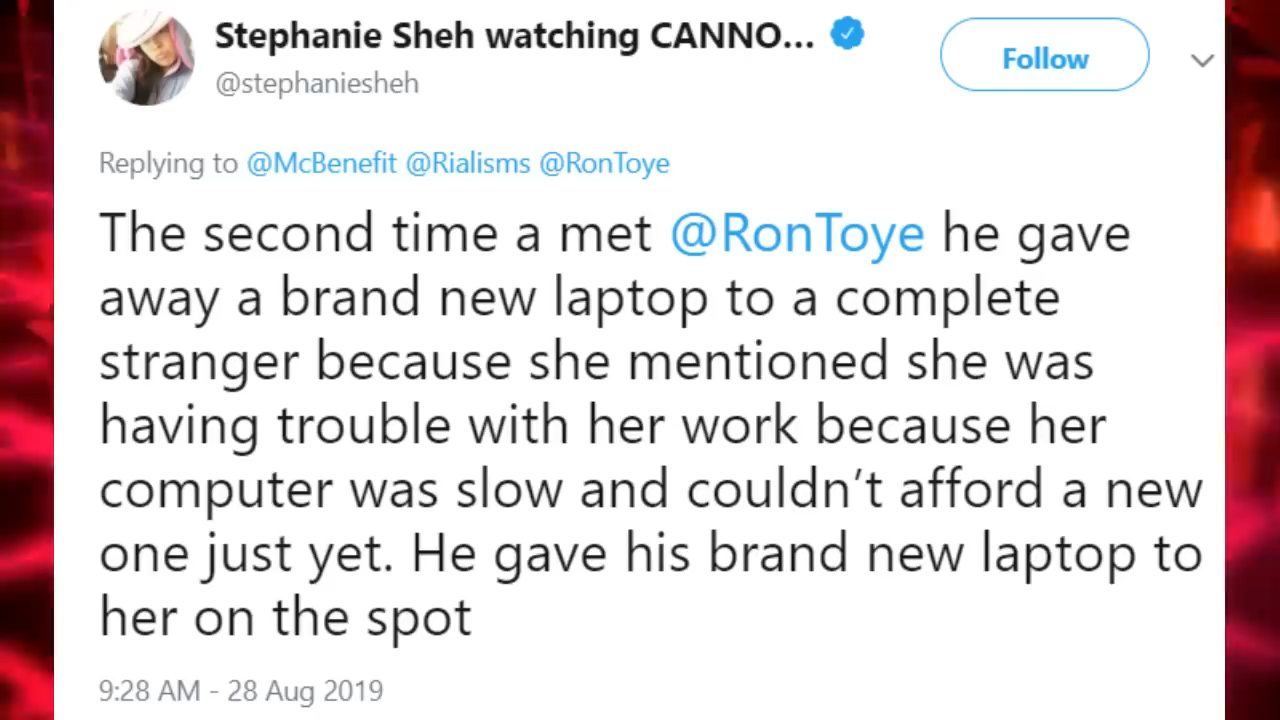 Stephanie Sheh watching CANNO...
Follow
@stephaniesheh
Replying to @McBenefit @Rialisms @RonToye
The second time a met @RonToye he gave
away a brand new laptop to a complete
stranger because she mentioned she was
having trouble with her work because her
computer was slow and couldn't afford a new
one just yet. He gave his brand new laptop to
her on the spot
9:28 AM - 28 Aug 2019